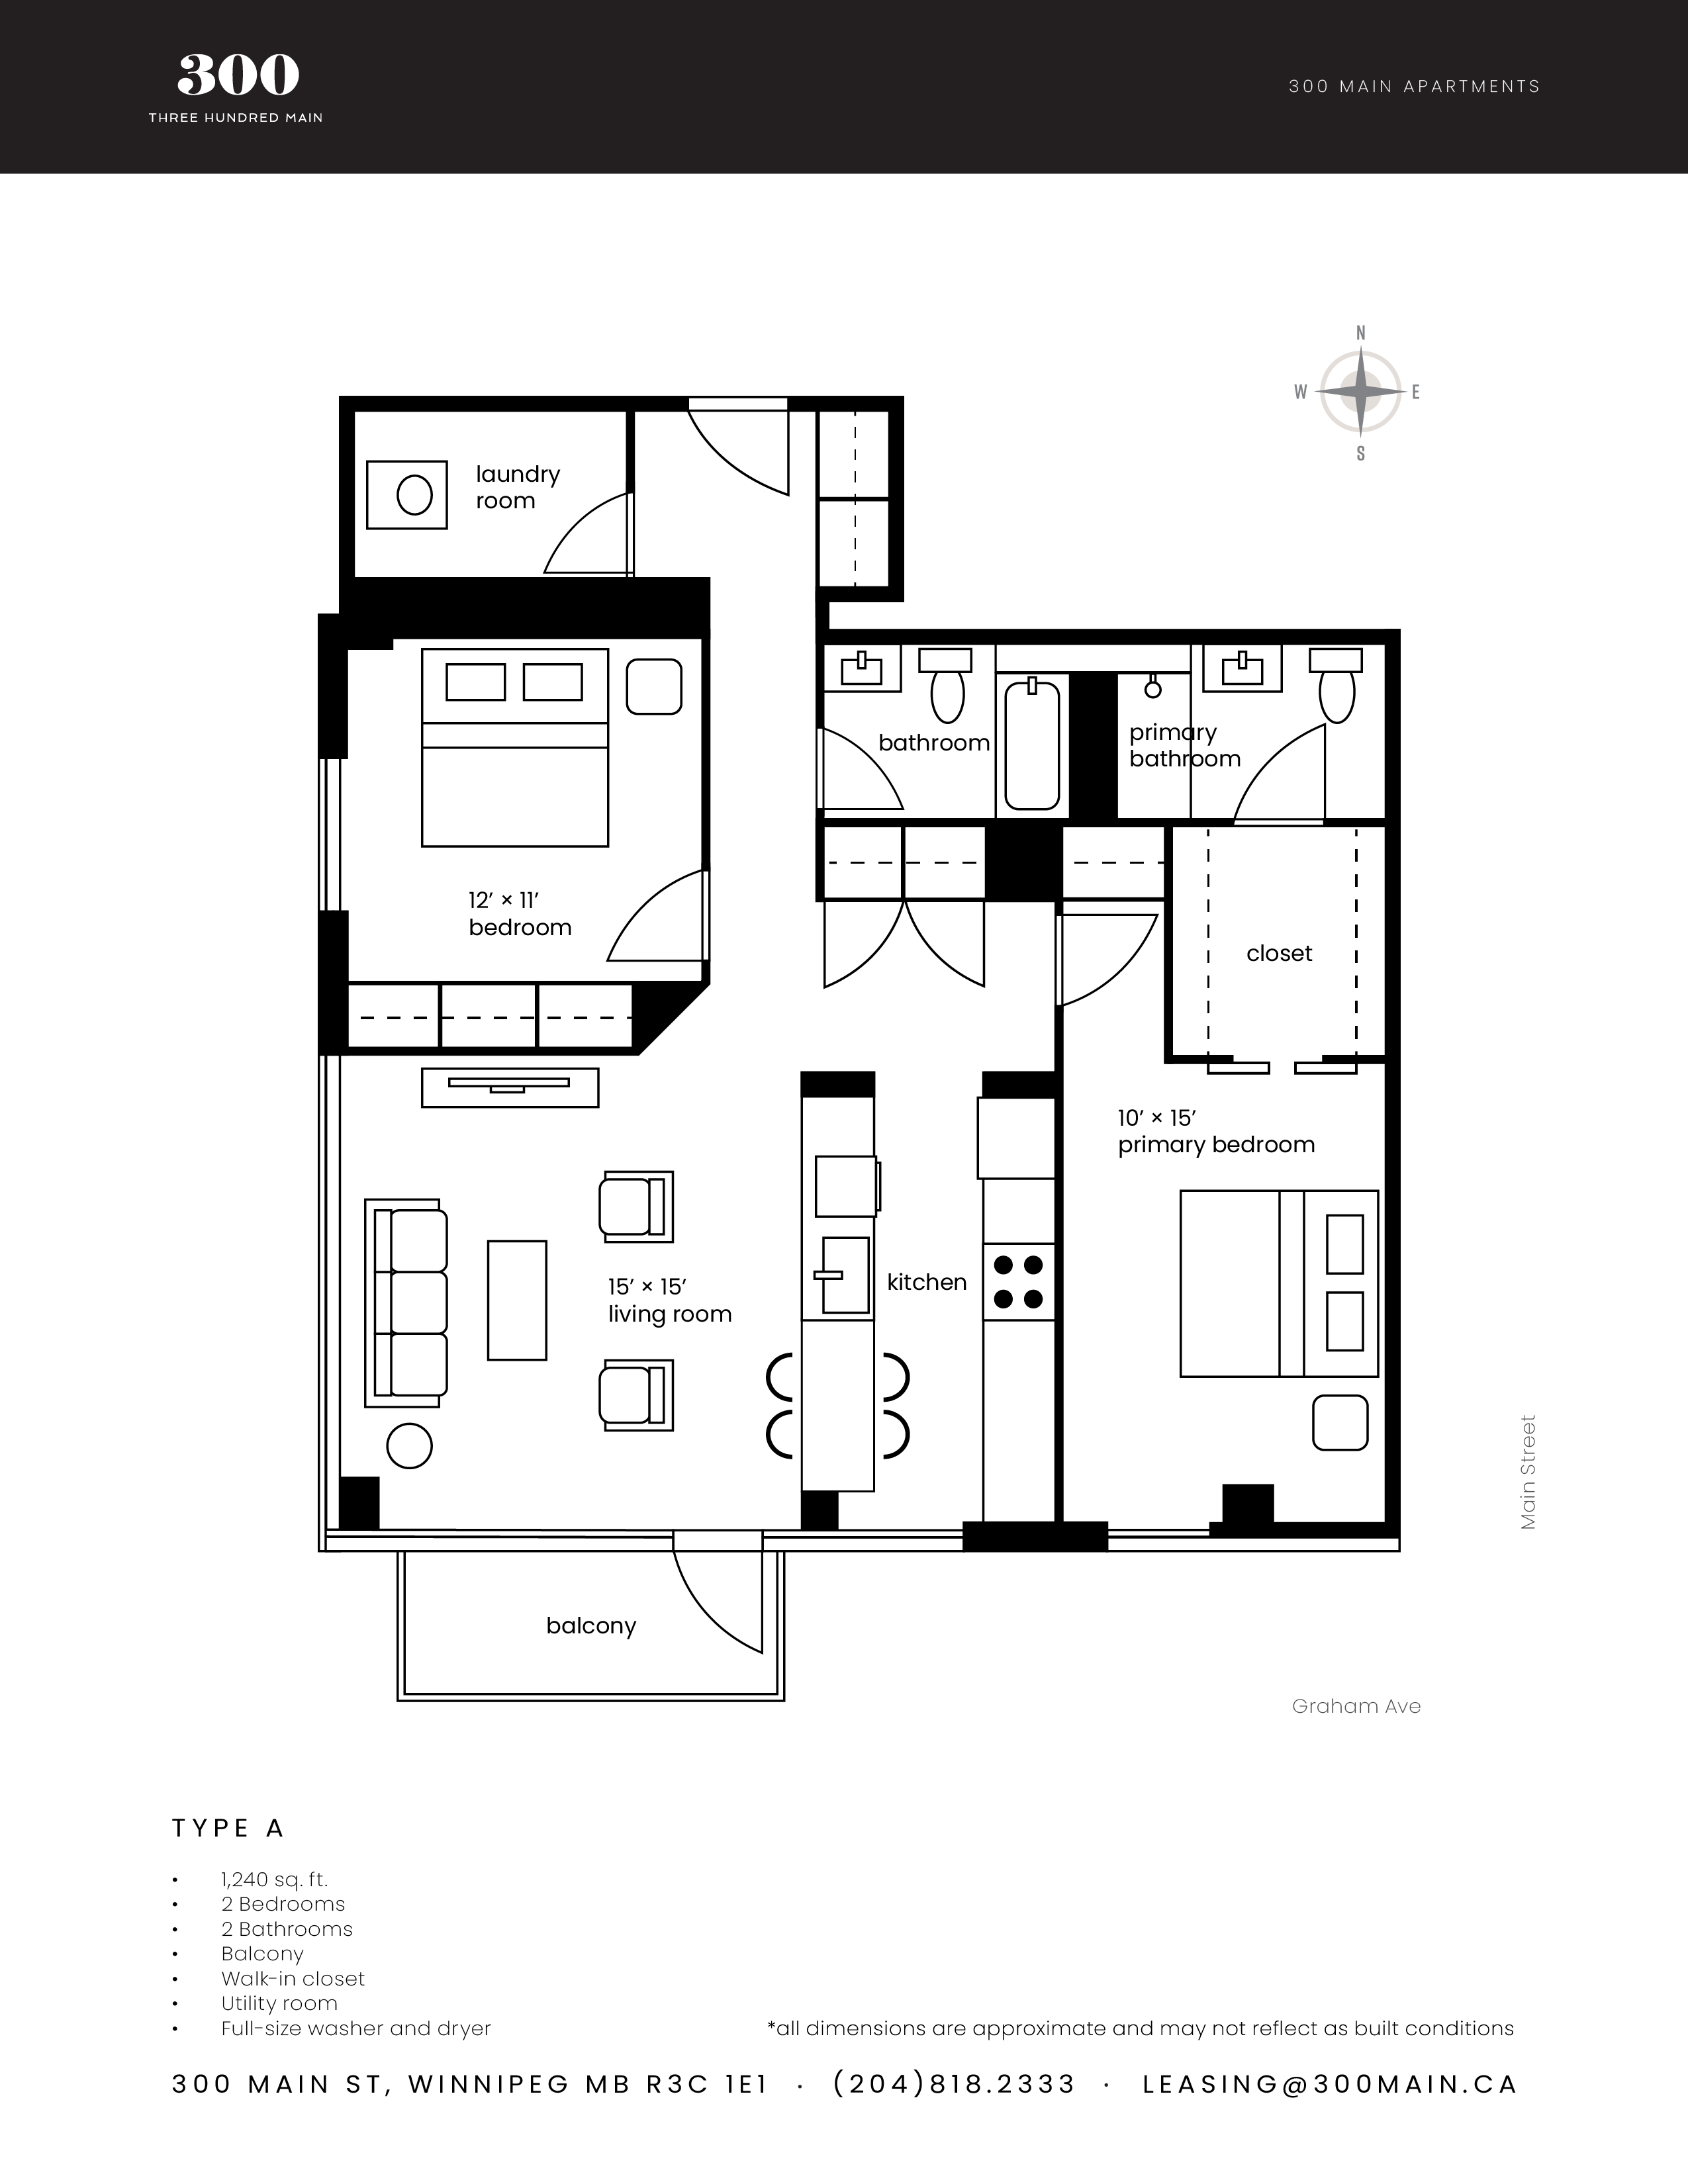 300
THREE HUNDRED MAIN
300 MAIN APARTMENTS
N
W
E
S
laundry
room
bathroom
primary
bathroom
12’ × 11’
bedroom
closet
10’ × 15’
primary bedroom
15’ × 15’
living room
kitchen
Main Street
balcony
Graham Ave
TYPE A
• 1,240 sq. ft.
• 2 Bedrooms
• 2 Bathrooms
• Balcony
• Walk-in closet
• Utility room
• Full-size washer and dryer
*all dimensions are approximate and may not reflect as built conditions
300 MAIN ST, WINNIPEG MB R3C 1E1 · (204)818.2333 · LEASING@300MAIN.CA